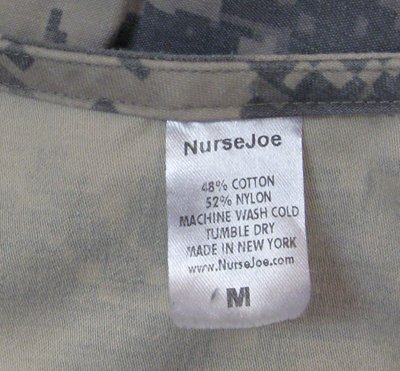 NurseJoe
48% COTTON
52% NYLON
MACHINE WASH COLD
TUMBLE DRY
MADE IN NEW YORK
www.NurseJoe.com
M